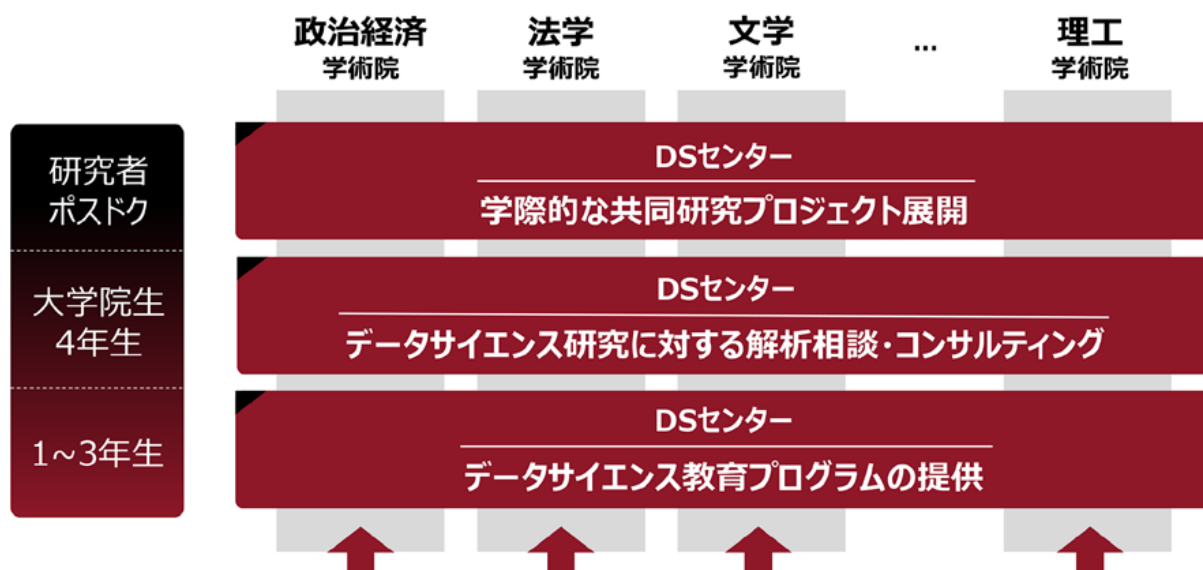 政治経済
学術院
法学
学術院
文学
学術院
...
理工
学術院
研究者
ポスドク
DSセンター
学際的な共同研究プロジェクト展開
大学院生
4年生
DSセンター
データサイエンス研究に対する解析相談・コンサルティング
1~3年生
DSセンター
データサイエンス教育プログラムの提供